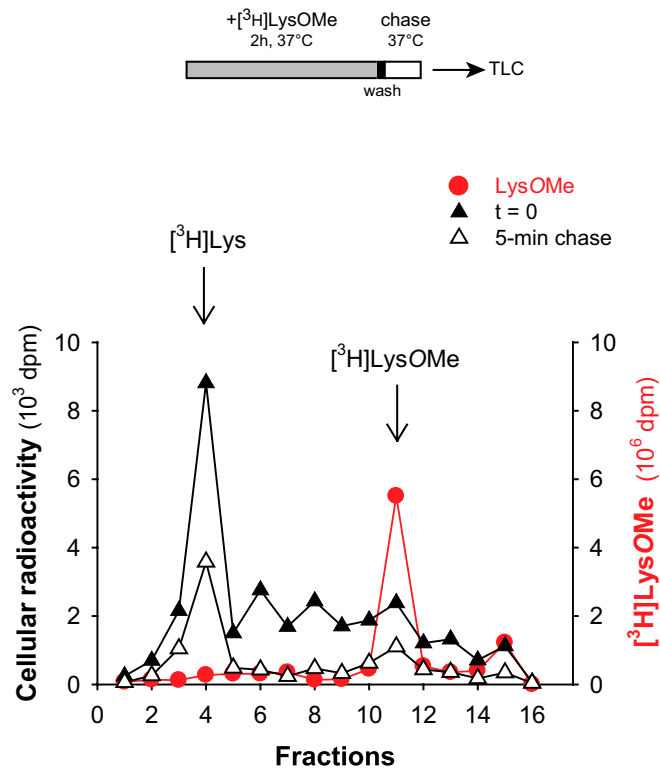 +[³H]LysOMe
2h, 37°C
chase
37°C
TLC
wash
LysOMe
t = 0
5-min chase
[³H]Lys
[³H]LysOMe
Cellular radioactivity (10³ dpm)
10
8
6
4
2
0
10
8
6
4
2
0
[³H]LysOMe (10⁶ dpm)
0 2 4 6 8 10 12 14 16
Fractions